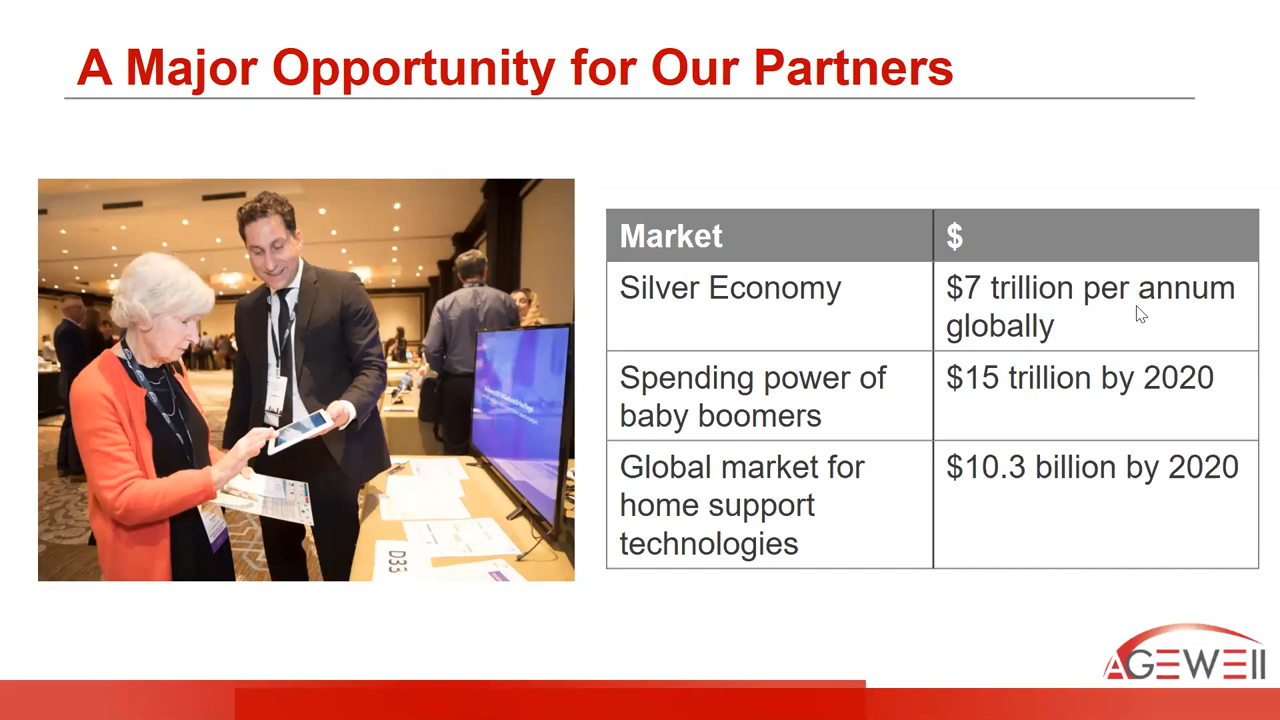 A Major Opportunity for Our Partners
Market
$
Silver Economy
$7 trillion per annum
globally
Spending power of
baby boomers
$15 trillion by 2020
Global market for
home support
technologies
$10.3 billion by 2020
D33
AGEWEll